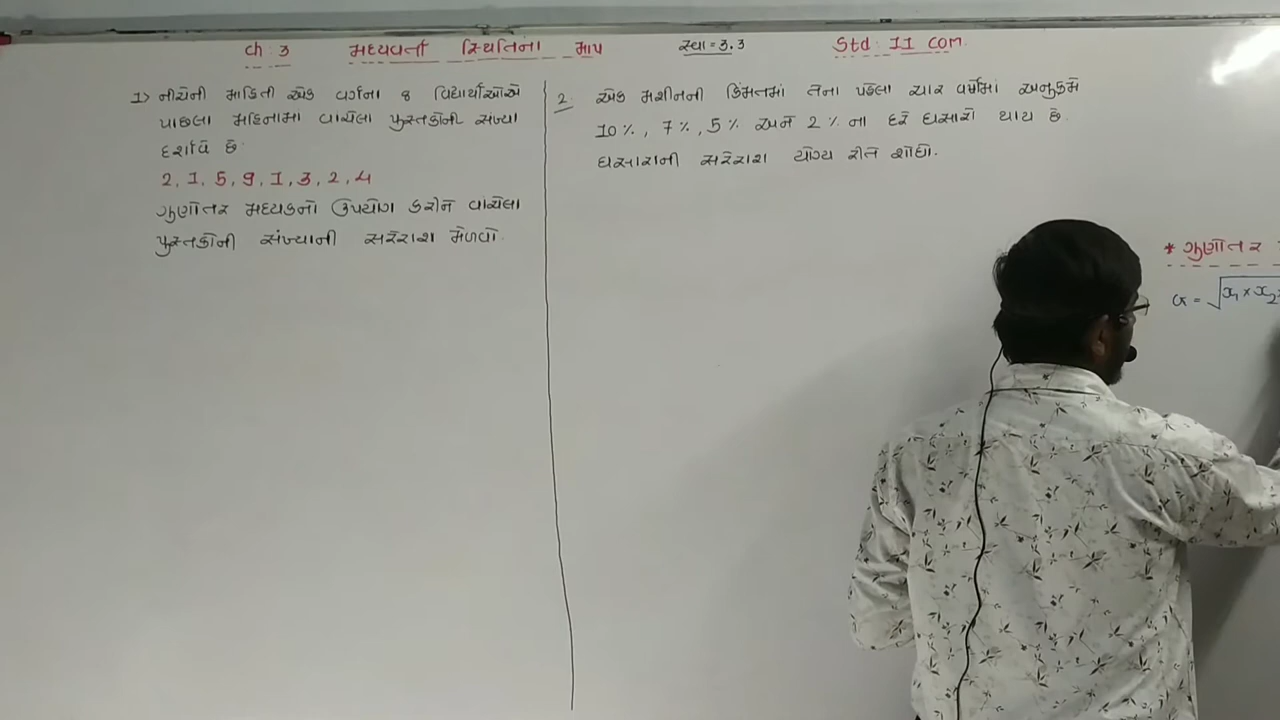 ch : 3 મધ્યવર્તી સ્થિતિના માપ સ્વા = 3.3 Std : 11 Com.
1) નીચેની માહિતી એક વર્ગના 8 વિદ્યાર્થીઓએ
પાછલા મહિનામા વાંચેલા પુસ્તકોની સંખ્યા
દર્શાવે છે.
2, 1, 5, 9, 1, 3, 2, 4
ગુણોતર મધ્યકનો ઉપયોગ કરીને વાંચેલા
પુસ્તકોની સંખ્યાની સરેરાશ મેળવો.
2. એક મશીનની કિંમતમાં તેના પહેલા ચાર વર્ષોમાં અનુક્રમે
10%, 7%, 5% અને 2% ના દરે ઘસારો થાય છે.
ઘસારાની સરેરાશ યોગ્ય રીતે શોધો.
* ગુણોતર
G = √x₁ × x₂